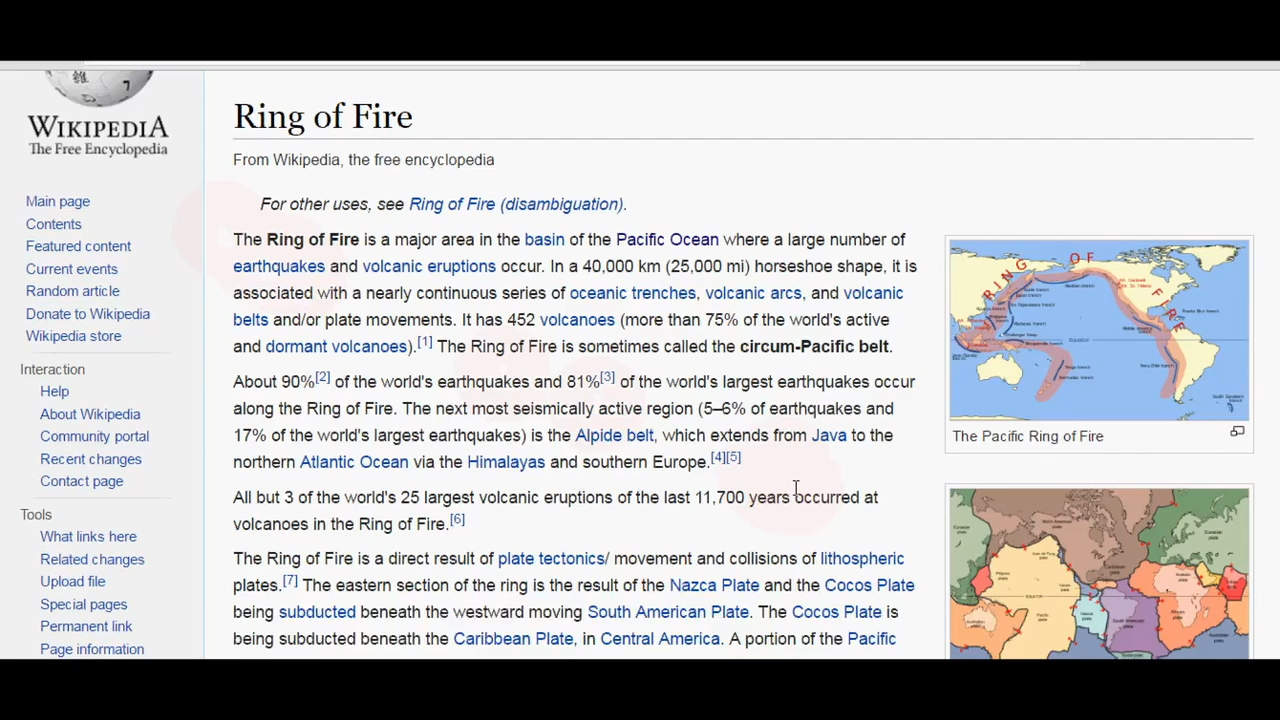 WIKIPEDIA
The Free Encyclopedia
Main page
Contents
Featured content
Current events
Random article
Donate to Wikipedia
Wikipedia store
Interaction
Help
About Wikipedia
Community portal
Recent changes
Contact page
Tools
What links here
Related changes
Upload file
Special pages
Permanent link
Page information
Ring of Fire
From Wikipedia, the free encyclopedia
For other uses, see Ring of Fire (disambiguation).
The Ring of Fire is a major area in the basin of the Pacific Ocean where a large number of
earthquakes and volcanic eruptions occur. In a 40,000 km (25,000 mi) horseshoe shape, it is
associated with a nearly continuous series of oceanic trenches, volcanic arcs, and volcanic
belts and/or plate movements. It has 452 volcanoes (more than 75% of the world's active
and dormant volcanoes).[1] The Ring of Fire is sometimes called the circum-Pacific belt.
About 90%[2] of the world's earthquakes and 81%[3] of the world's largest earthquakes occur
along the Ring of Fire. The next most seismically active region (5–6% of earthquakes and
17% of the world's largest earthquakes) is the Alpide belt, which extends from Java to the
northern Atlantic Ocean via the Himalayas and southern Europe.[4][5]
All but 3 of the world's 25 largest volcanic eruptions of the last 11,700 years occurred at
volcanoes in the Ring of Fire.[6]
The Ring of Fire is a direct result of plate tectonics/ movement and collisions of lithospheric
plates.[7] The eastern section of the ring is the result of the Nazca Plate and the Cocos Plate
being subducted beneath the westward moving South American Plate. The Cocos Plate is
being subducted beneath the Caribbean Plate, in Central America. A portion of the Pacific
RING OF FIRE
The Pacific Ring of Fire